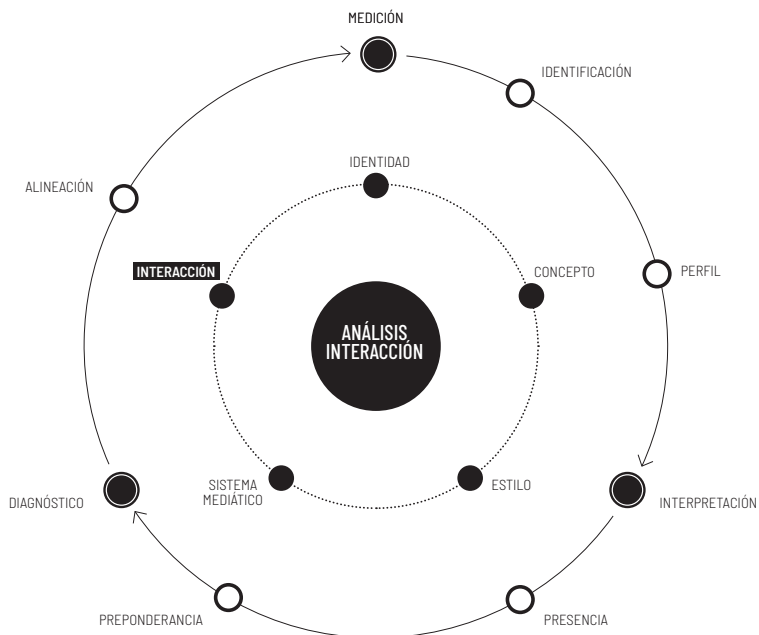 MEDICIÓN
IDENTIFICACIÓN
IDENTIDAD
ALINEACIÓN
INTERACCIÓN
CONCEPTO
PERFIL
ANÁLISIS
INTERACCIÓN
SISTEMA
MEDIÁTICO
ESTILO
DIAGNÓSTICO
INTERPRETACIÓN
PREPONDERANCIA
PRESENCIA